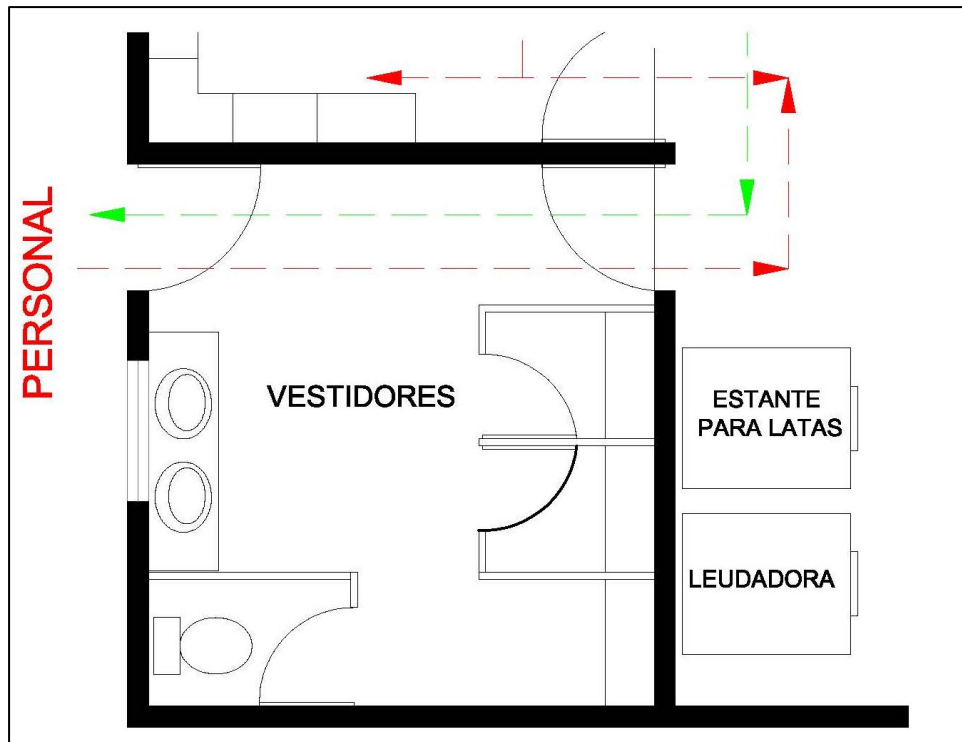 PERSONAL
VESTIDORES
ESTANTE
PARA LATAS
LEUDADORA